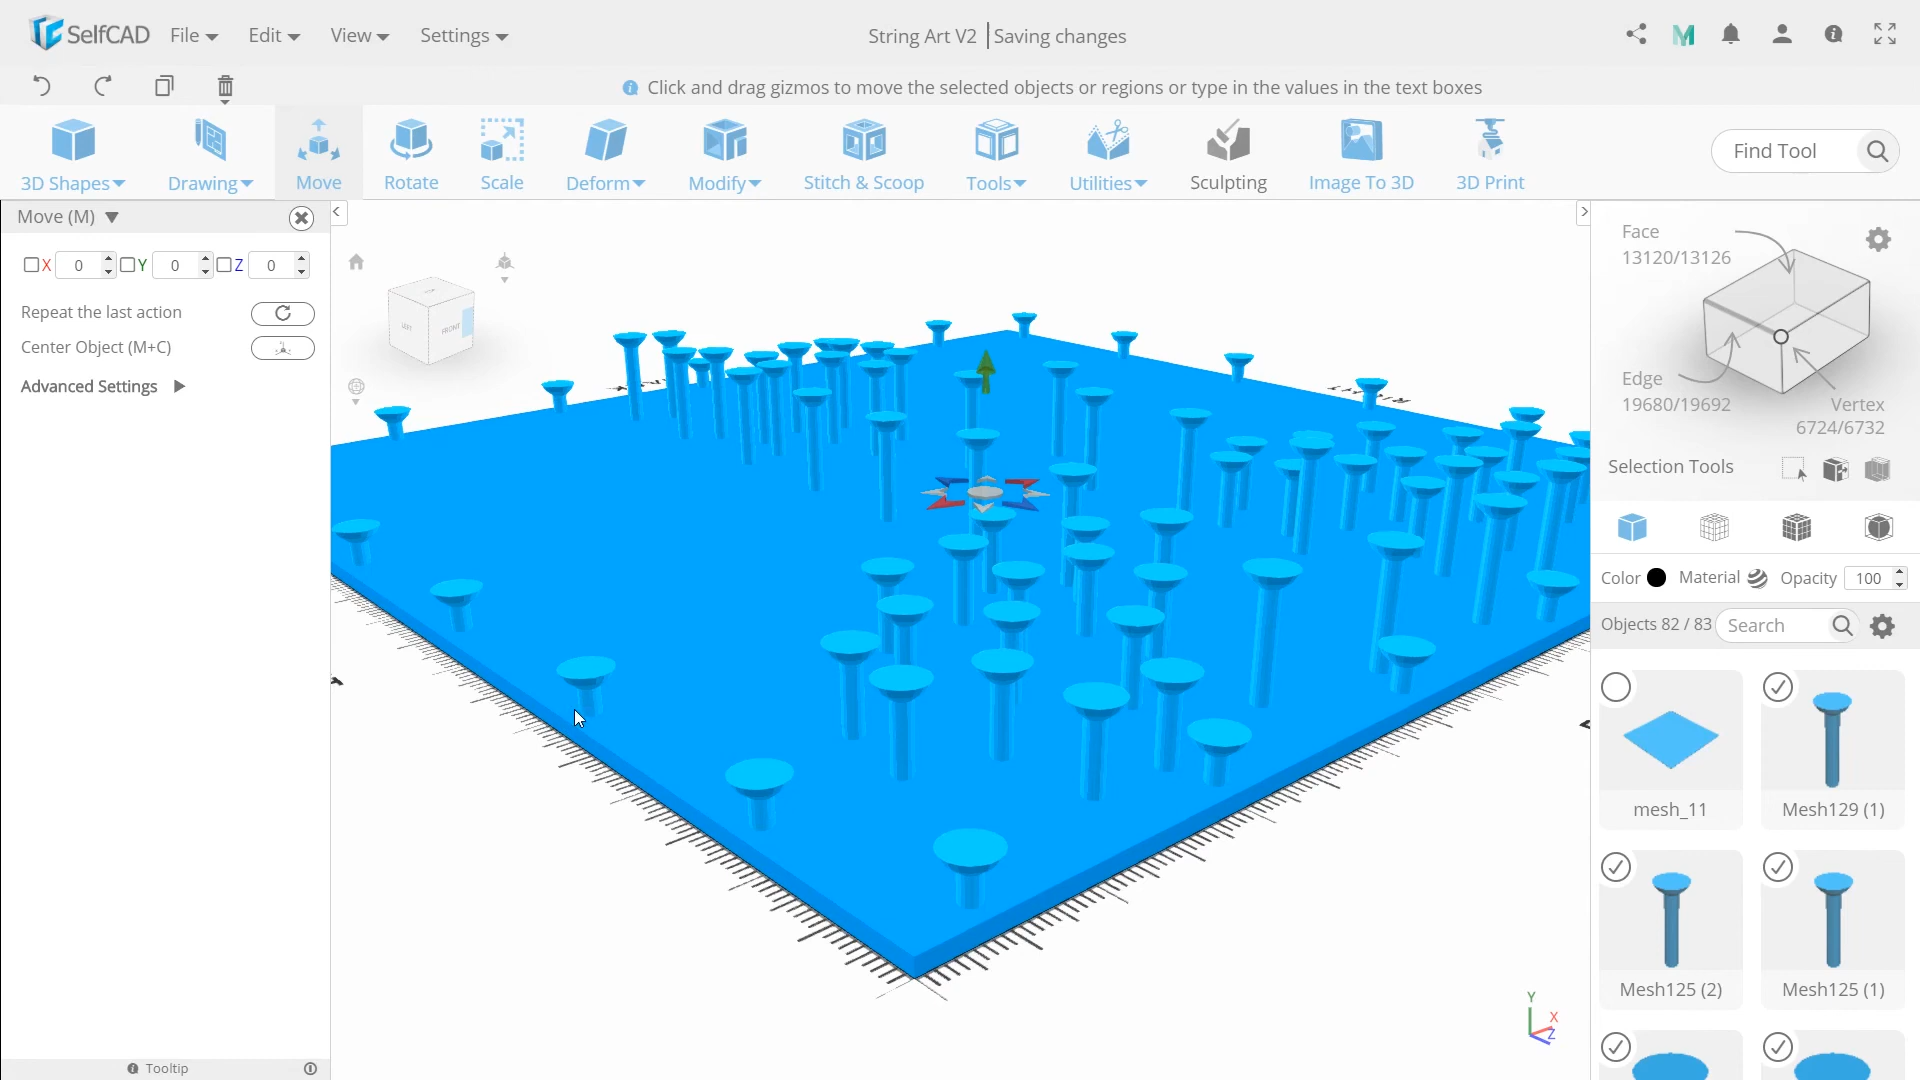 SelfCAD File Edit View Settings String Art V2 Saving changes
Click and drag gizmos to move the selected objects or regions or type in the values in the text boxes
3D Shapes Drawing Move Rotate Scale Deform Modify Stitch & Scoop Tools Utilities Sculpting Image To 3D 3D Print Find Tool
Move (M)
X 0 Y 0 Z 0
Repeat the last action
Center Object (M+C)
Advanced Settings
LEFT FRONT
RIGHT
Face
13120/13126
Edge
19680/19692
Vertex
6724/6732
Selection Tools
Color Material Opacity 100
Objects 82 / 83 Search
mesh_11 Mesh129 (1)
Mesh125 (2) Mesh125 (1)
Y
X
Z
Tooltip